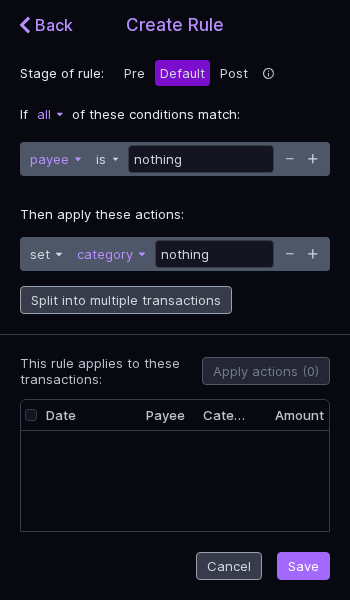 Back Create Rule
Stage of rule: Pre Default Post
If all of these conditions match:
payee is nothing
Then apply these actions:
set category nothing
Split into multiple transactions
This rule applies to these
transactions:
Apply actions (0)
Date Payee Cate... Amount
Cancel Save